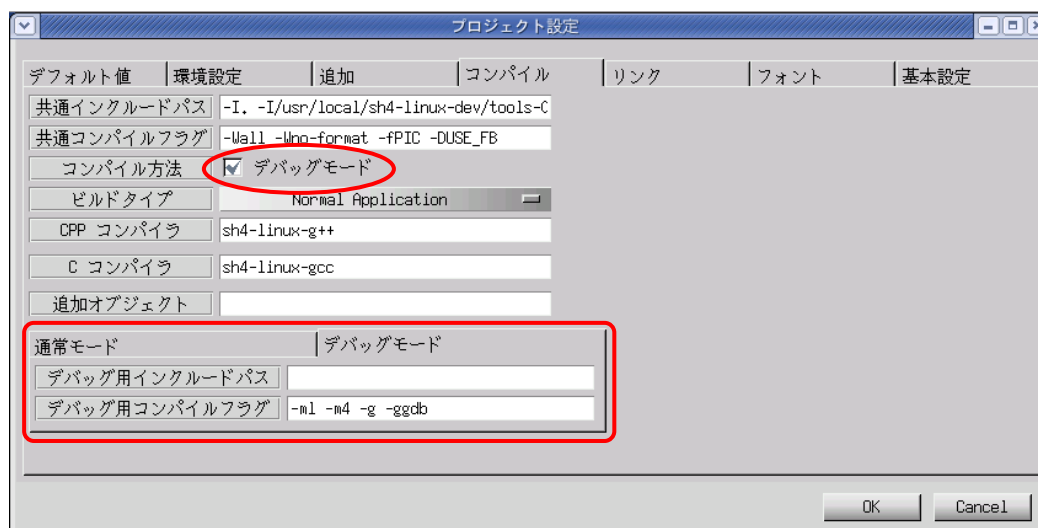 プロジェクト設定
デフォルト値 環境設定 追加 コンパイル リンク フォント 基本設定
共通インクルードパス -I. -I/usr/local/sh4-linux-dev/tools-C
共通コンパイルフラグ -Wall -Wno-format -fPIC -DUSE_FB
コンパイル方法 デバッグモード
ビルドタイプ Normal Application
CPP コンパイラ sh4-linux-g++
C コンパイラ sh4-linux-gcc
追加オブジェクト
通常モード デバッグモード
デバッグ用インクルードパス
デバッグ用コンパイルフラグ -ml -m4 -g -ggdb
OK Cancel